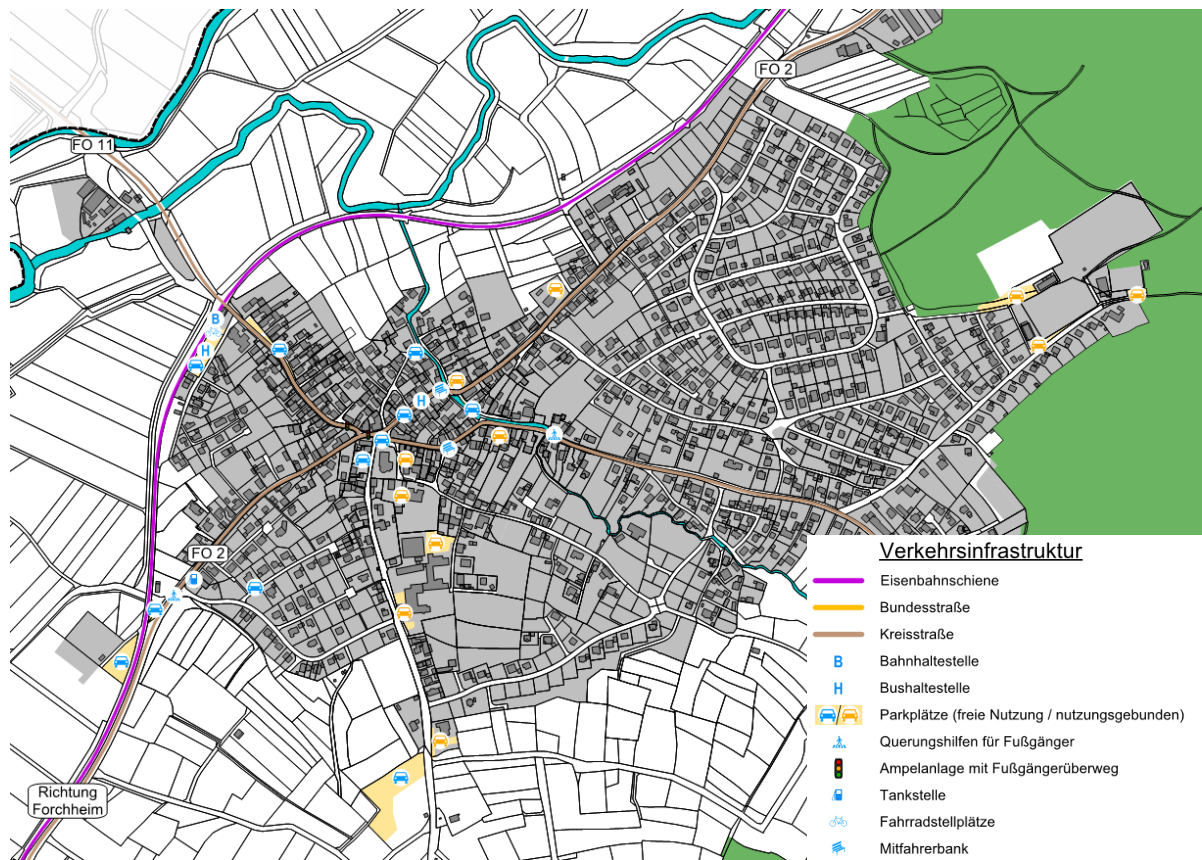 FO 2
FO 11
B
H
H
FO 2
Richtung
Forchheim
Verkehrsinfrastruktur
Eisenbahnschiene
Bundesstraße
Kreisstraße
B Bahnhaltestelle
H Bushaltestelle
Parkplätze (freie Nutzung / nutzungsgebunden)
Querungshilfen für Fußgänger
Ampelanlage mit Fußgängerüberweg
Tankstelle
Fahrradstellplätze
Mitfahrerbank